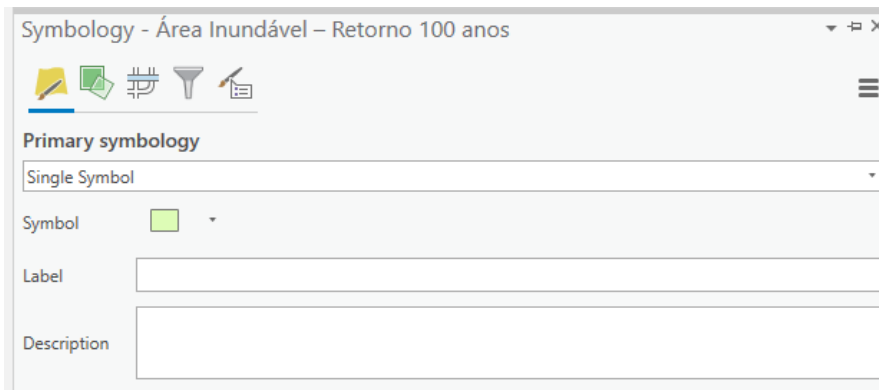 Symbology - Área Inundável – Retorno 100 anos
Primary symbology
Single Symbol
Symbol
Label
Description